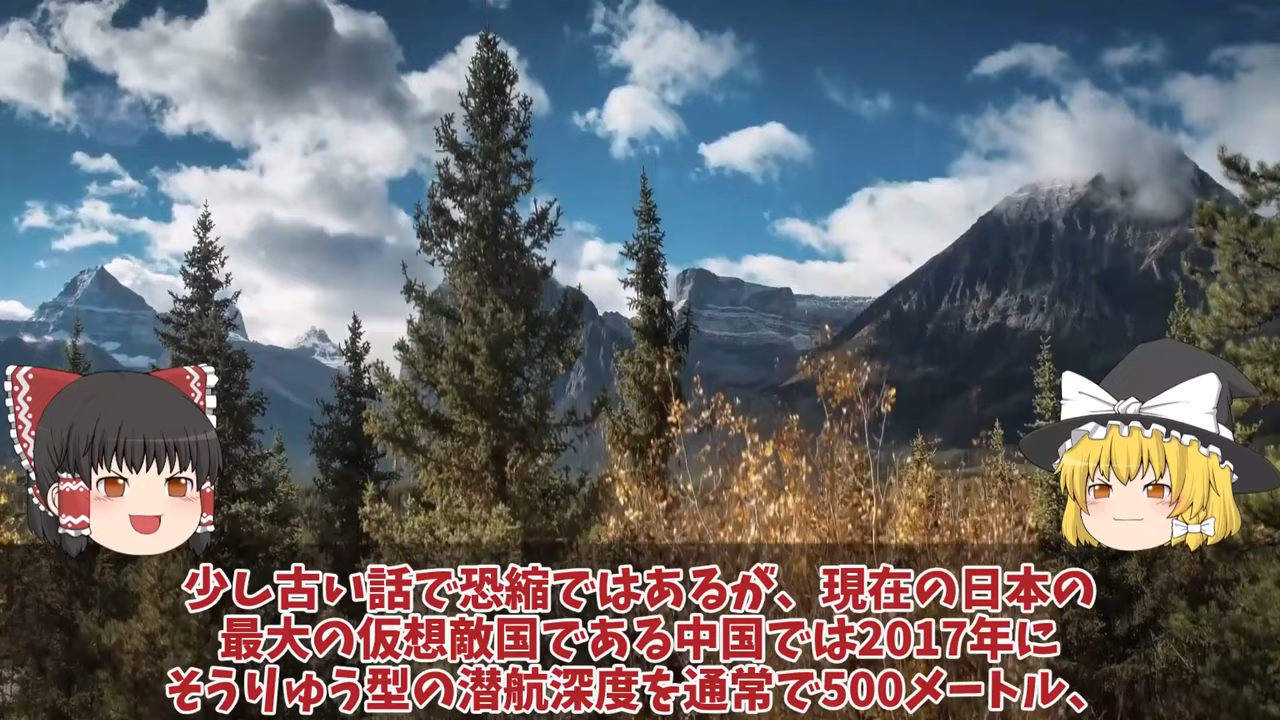 少し古い話で恐縮ではあるが、現在の日本の
最大の仮想敵国である中国では2017年に
そうりゅう型の潜航深度を通常で500メートル、